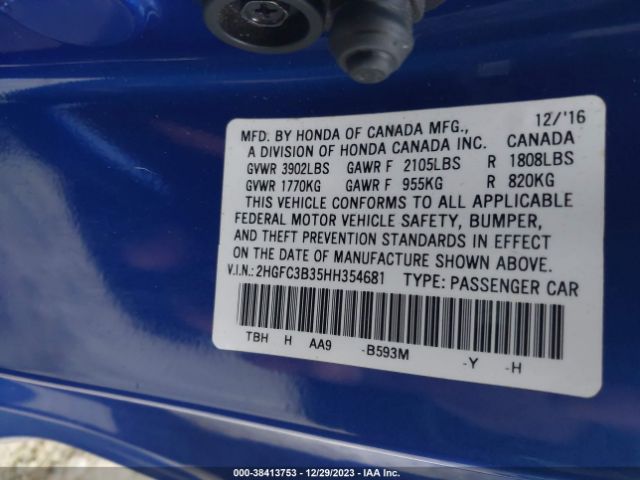 12/'16
MFD. BY HONDA OF CANADA MFG.,
A DIVISION OF HONDA CANADA INC. CANADA
GVWR 3902LBS GAWR F 2105LBS R 1808LBS
GVWR 1770KG GAWR F 955KG R 820KG
THIS VEHICLE CONFORMS TO ALL APPLICABLE
FEDERAL MOTOR VEHICLE SAFETY, BUMPER,
AND THEFT PREVENTION STANDARDS IN EFFECT
ON THE DATE OF MANUFACTURE SHOWN ABOVE.
V.I.N.:2HGFC3B35HH354681 TYPE: PASSENGER CAR
TBH H AA9 -B593M -Y -H
000-38413753 - 12/29/2023 - IAA Inc.